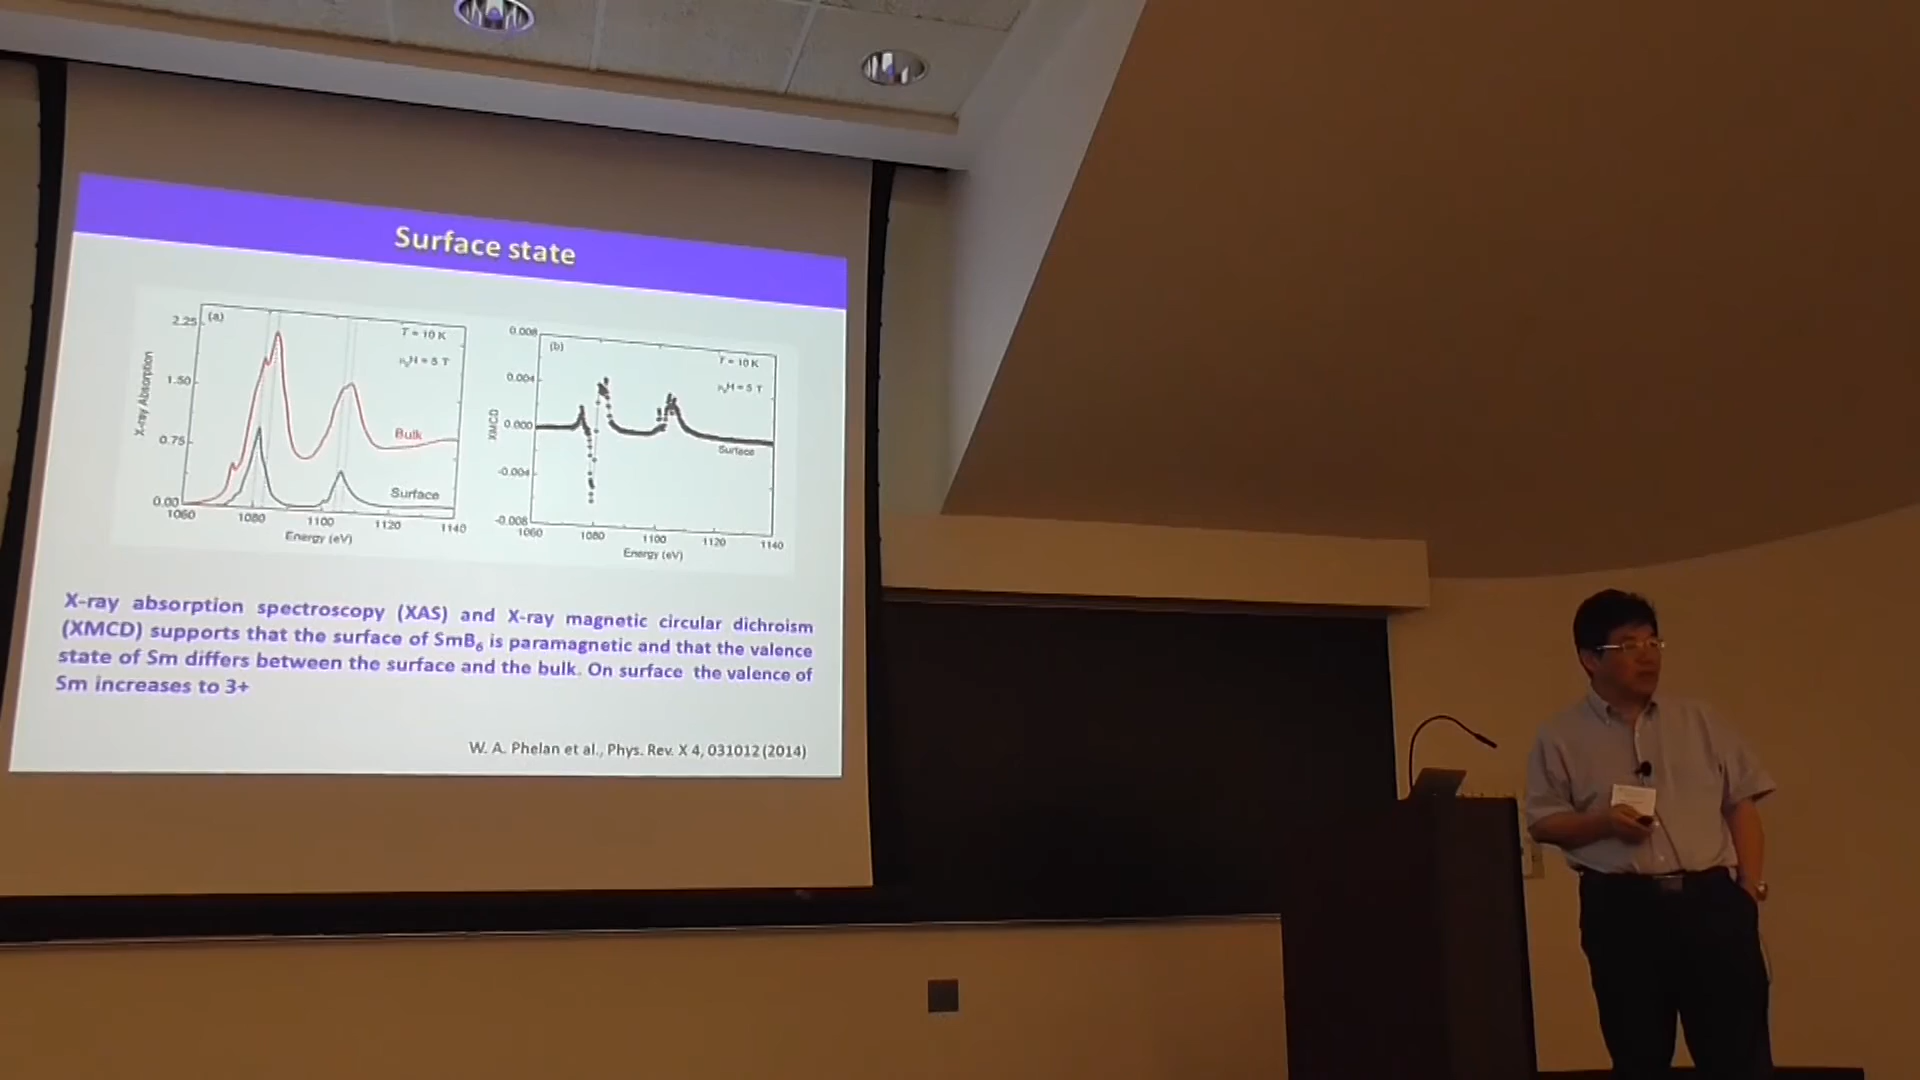 Surface state
(a)
T = 10 K
μ₀H = 5 T
X-ray Absorption
2.25
1.50
0.75
0.00
Bulk
Surface
1060 1080 1100 1120 1140
Energy (eV)
(b)
T = 10 K
μ₀H = 5 T
XMCD
0.008
0.004
0.000
-0.004
-0.008
Surface
1060 1080 1100 1120 1140
Energy (eV)
X-ray absorption spectroscopy (XAS) and X-ray magnetic circular dichroism
(XMCD) supports that the surface of SmB₆ is paramagnetic and that the valence
state of Sm differs between the surface and the bulk. On surface the valence of
Sm increases to 3+
W. A. Phelan et al., Phys. Rev. X 4, 031012 (2014)